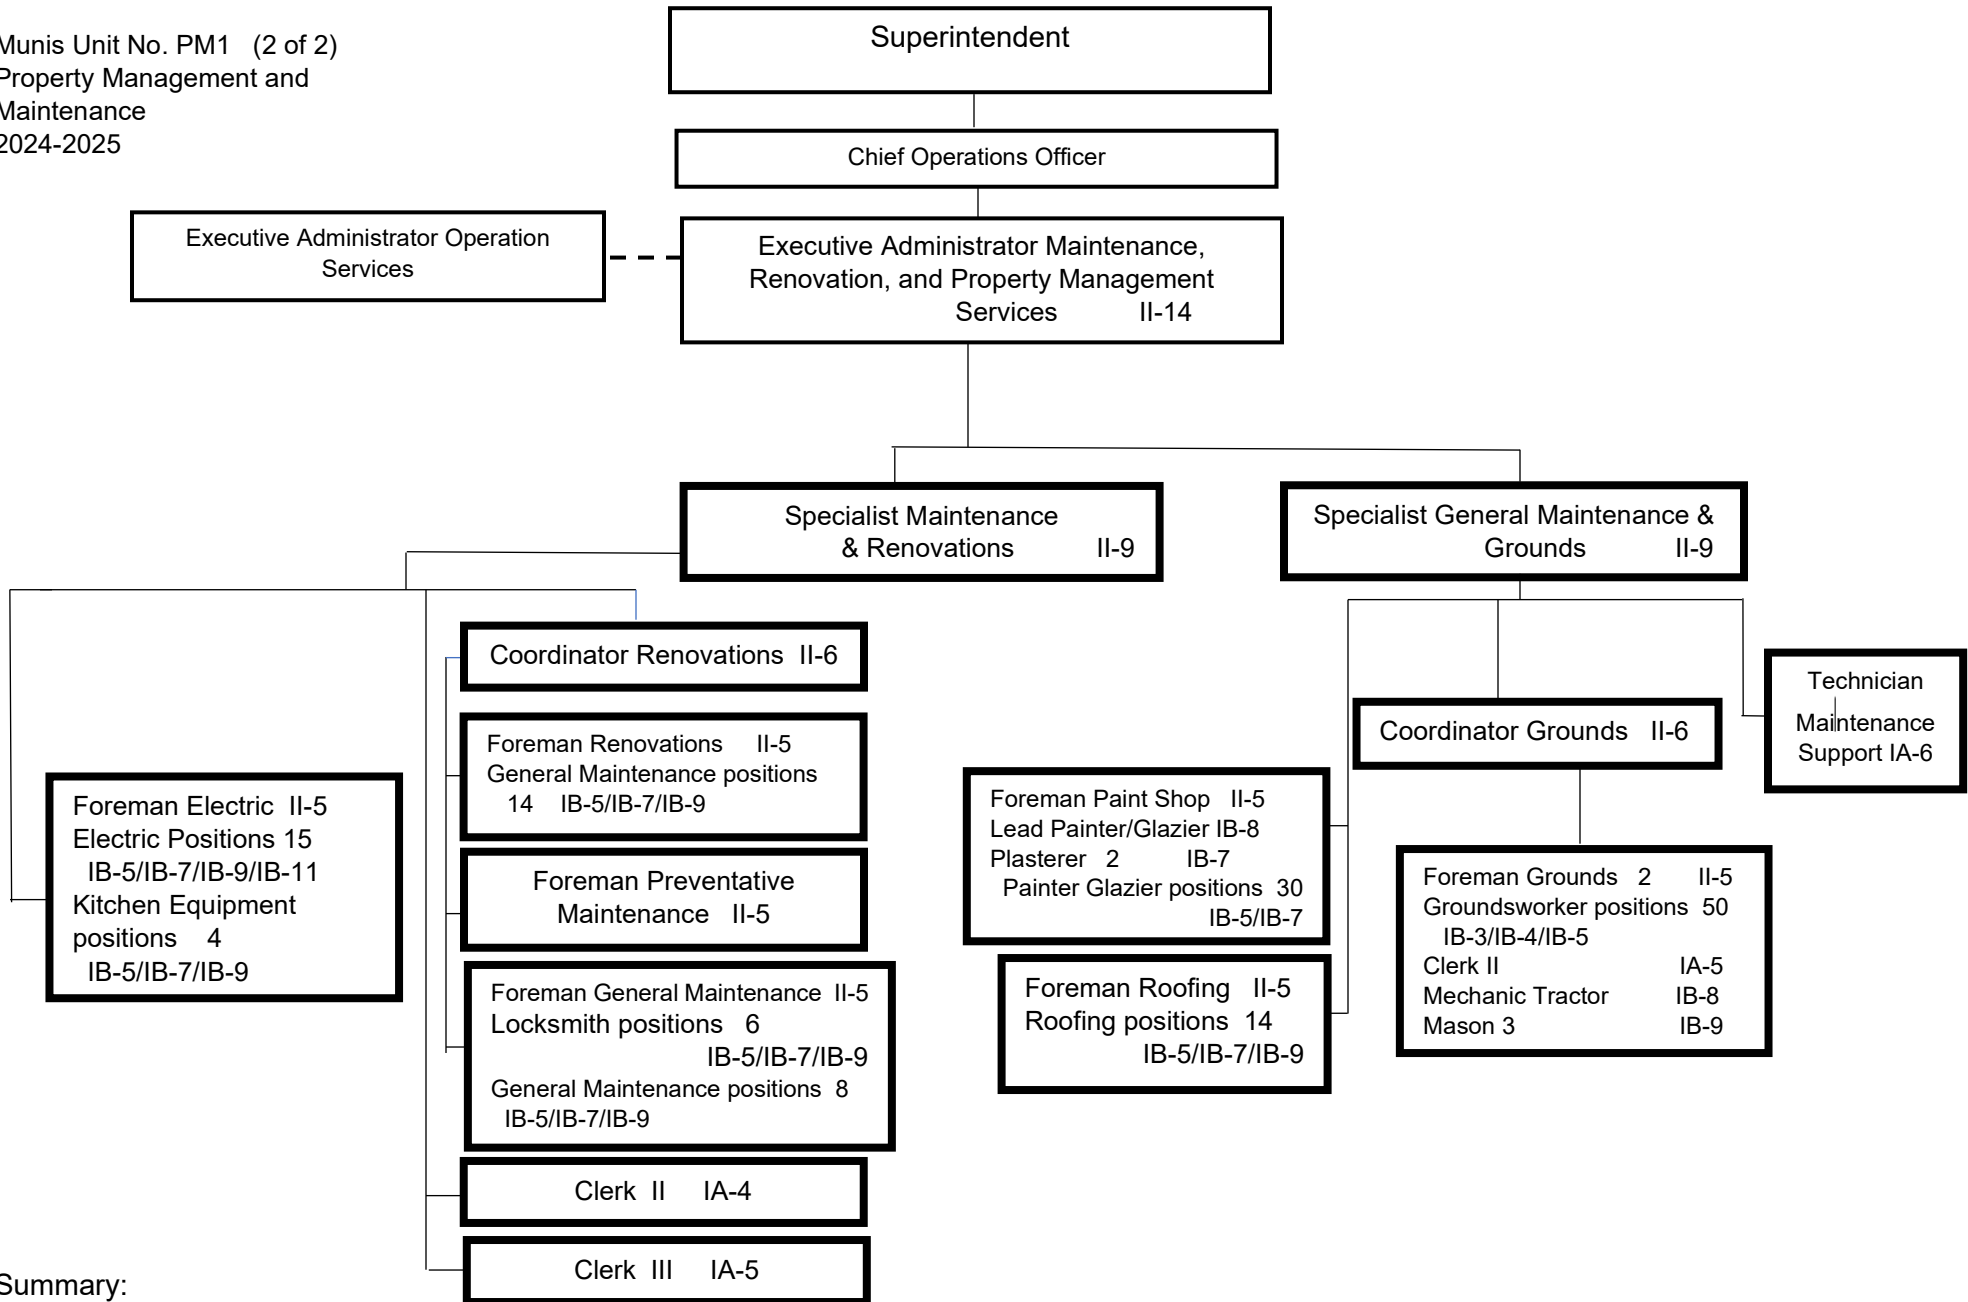 Munis Unit No. PM1 (2 of 2)
Property Management and
Maintenance
2024-2025
Superintendent
Chief Operations Officer
Executive Administrator Operation
Services
Executive Administrator Maintenance,
Renovation, and Property Management
Services II-14
Specialist Maintenance
& Renovations II-9
Specialist General Maintenance &
Grounds II-9
Foreman Electric II-5
Electric Positions 15
IB-5/IB-7/IB-9/IB-11
Kitchen Equipment
positions 4
IB-5/IB-7/IB-9
Coordinator Renovations II-6
Foreman Renovations II-5
General Maintenance positions
14 IB-5/IB-7/IB-9
Foreman Preventative
Maintenance II-5
Foreman General Maintenance II-5
Locksmith positions 6
IB-5/IB-7/IB-9
General Maintenance positions 8
IB-5/IB-7/IB-9
Clerk II IA-4
Clerk III IA-5
Foreman Paint Shop II-5
Lead Painter/Glazier IB-8
Plasterer 2 IB-7
Painter Glazier positions 30
IB-5/IB-7
Foreman Roofing II-5
Roofing positions 14
IB-5/IB-7/IB-9
Coordinator Grounds II-6
Foreman Grounds 2 II-5
Groundsworker positions 50
IB-3/IB-4/IB-5
Clerk II IA-5
Mechanic Tractor IB-8
Mason 3 IB-9
Technician
Maintenance
Support IA-6
Summary: